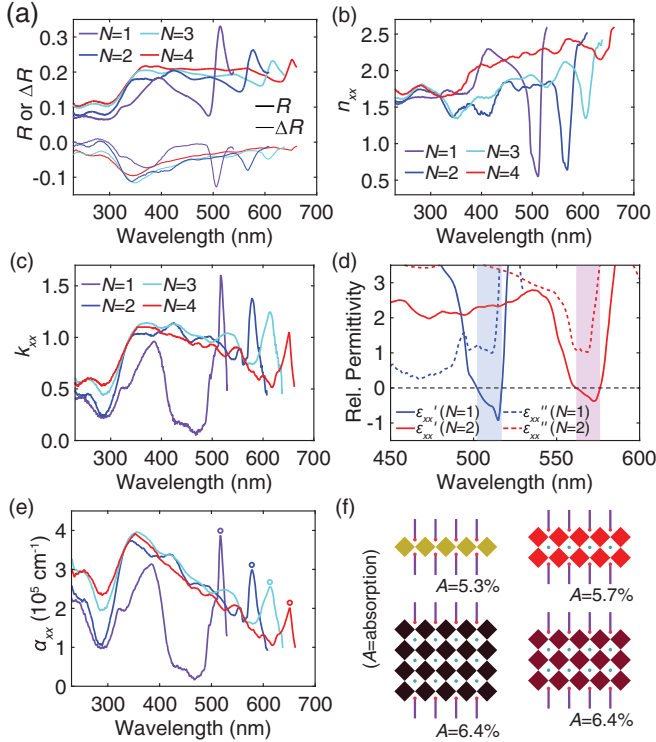 (a)
0.3
0.2
0.1
0.0
-0.1
R or ΔR
N=1
N=3
N=2
N=4
R
ΔR
300 400 500 600 700
Wavelength (nm)
(b)
2.5
2.0
1.5
1.0
0.5
n_xx
N=1
N=3
N=2
N=4
300 400 500 600 700
Wavelength (nm)
(c)
1.5
1.0
0.5
0.0
k_xx
N=1
N=3
N=2
N=4
300 400 500 600 700
Wavelength (nm)
(d)
3
2
1
0
-1
Rel. Permittivity
ε_xx′(N=1)
ε_xx″(N=1)
ε_xx′(N=2)
ε_xx″(N=2)
450 500 550 600
Wavelength (nm)
(e)
4
3
2
1
0
α_xx (10⁵ cm⁻¹)
300 400 500 600 700
Wavelength (nm)
(f)
(A=absorption)
A=5.3%
A=5.7%
A=6.4%
A=6.4%